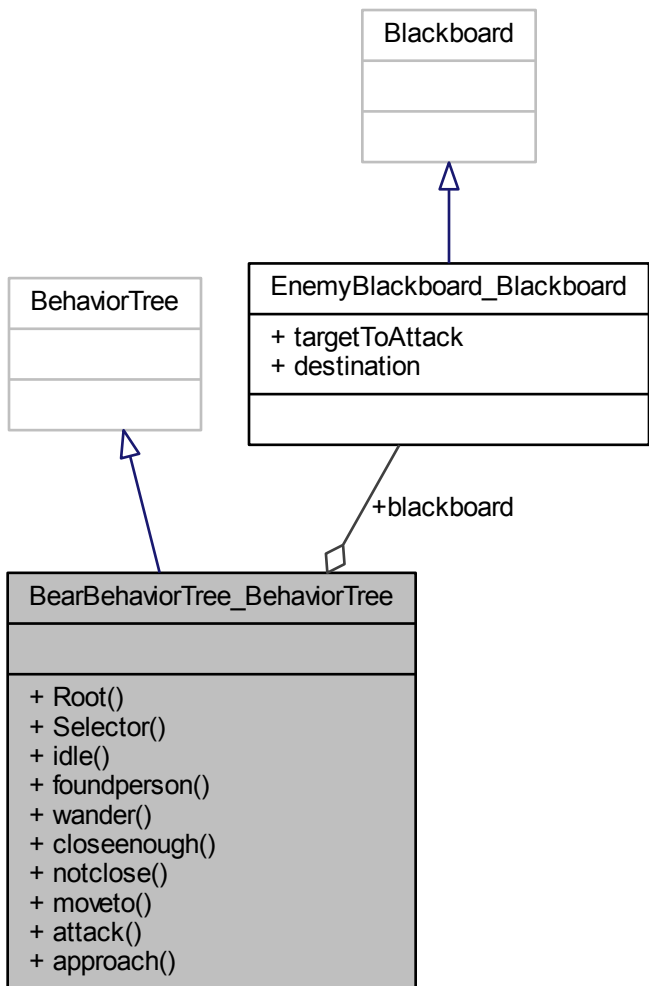 Blackboard
EnemyBlackboard_Blackboard
+ targetToAttack
+ destination
BehaviorTree
+blackboard
BearBehaviorTree_BehaviorTree
+ Root()
+ Selector()
+ idle()
+ foundperson()
+ wander()
+ closeenough()
+ notclose()
+ moveto()
+ attack()
+ approach()